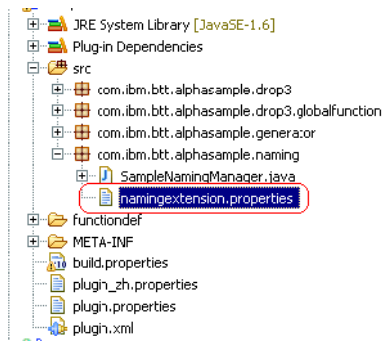 JRE System Library [JavaSE-1.6]
Plug-in Dependencies
src
com.ibm.btt.alphasample.drop3
com.ibm.btt.alphasample.drop3.globalfunction
com.ibm.btt.alphasample.generator
com.ibm.btt.alphasample.naming
SampleNamingManager.java
namingextension.properties
functiondef
META-INF
build.properties
plugin_zh.properties
plugin.properties
plugin.xml